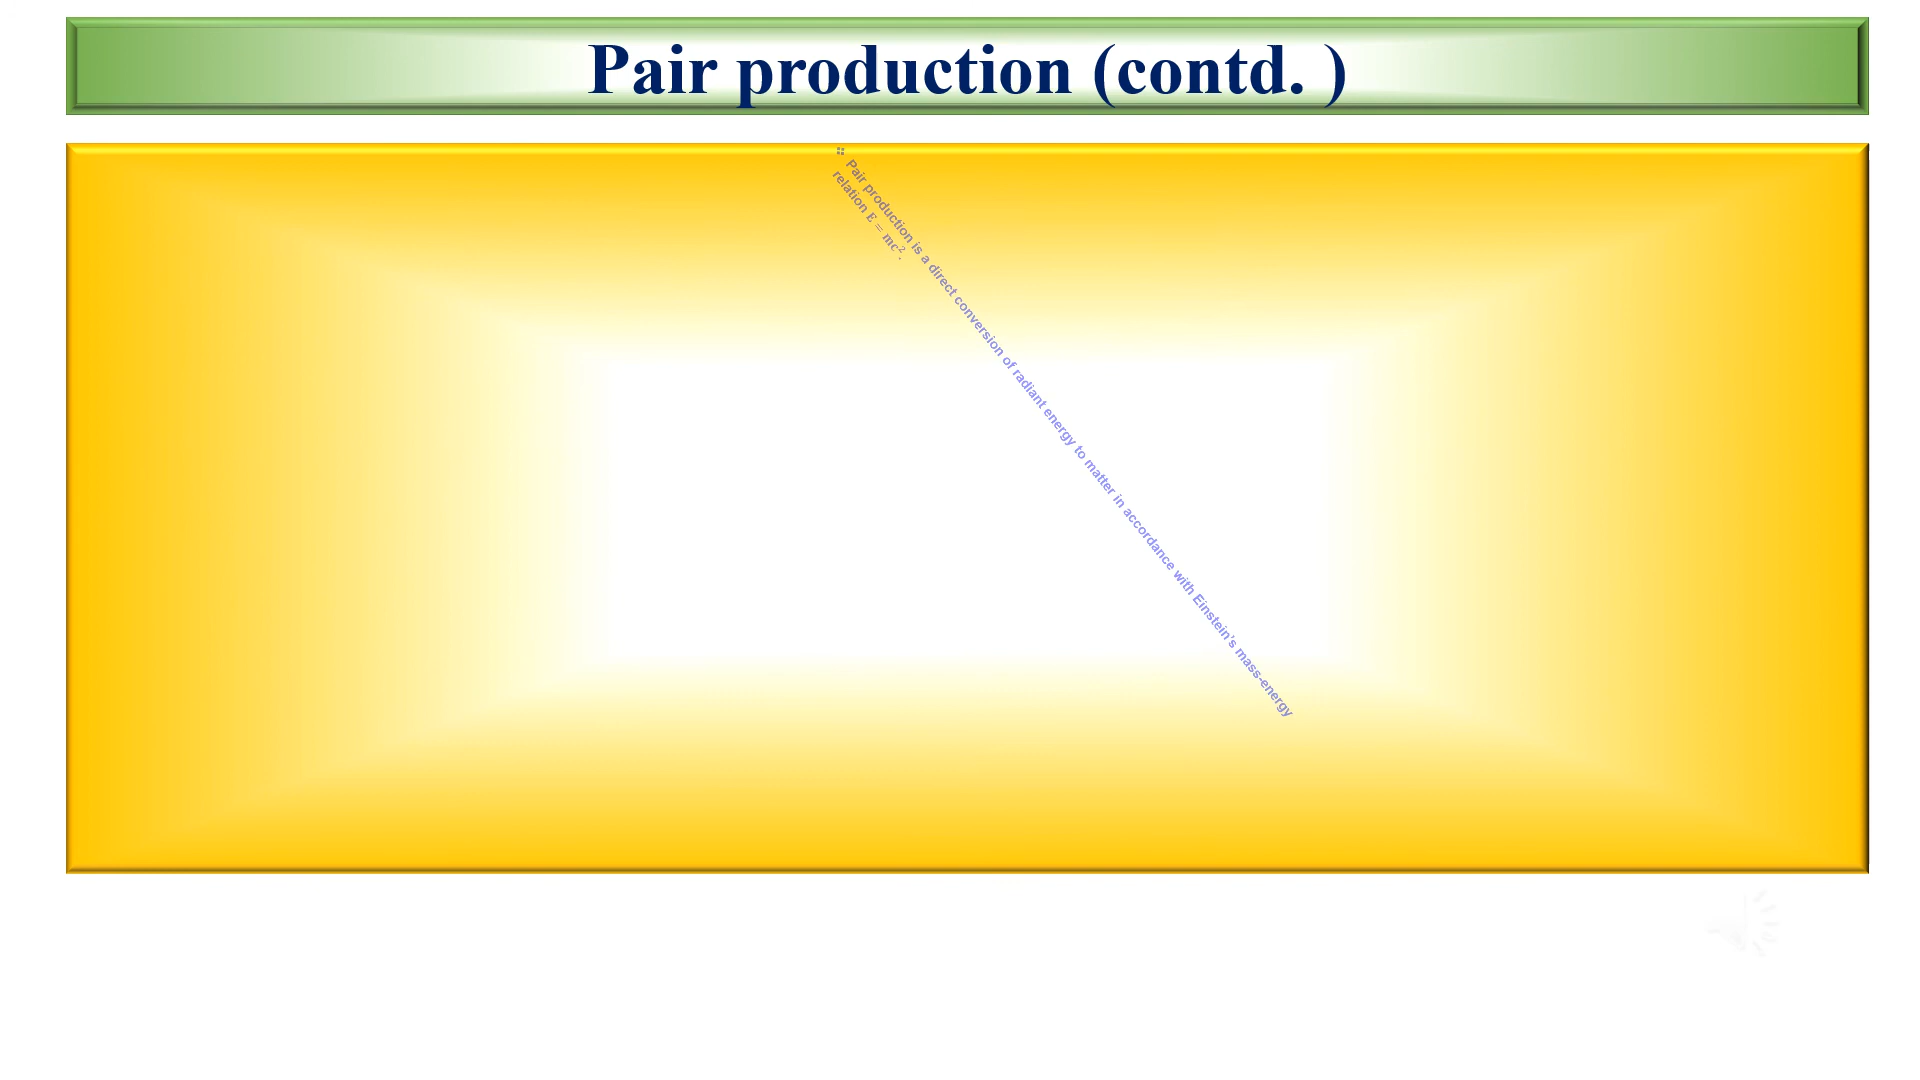 Pair production (contd. )
❖ Pair production is a direct conversion of radiant energy to matter in accordance with Einstein's mass-energy
relation E = mc².